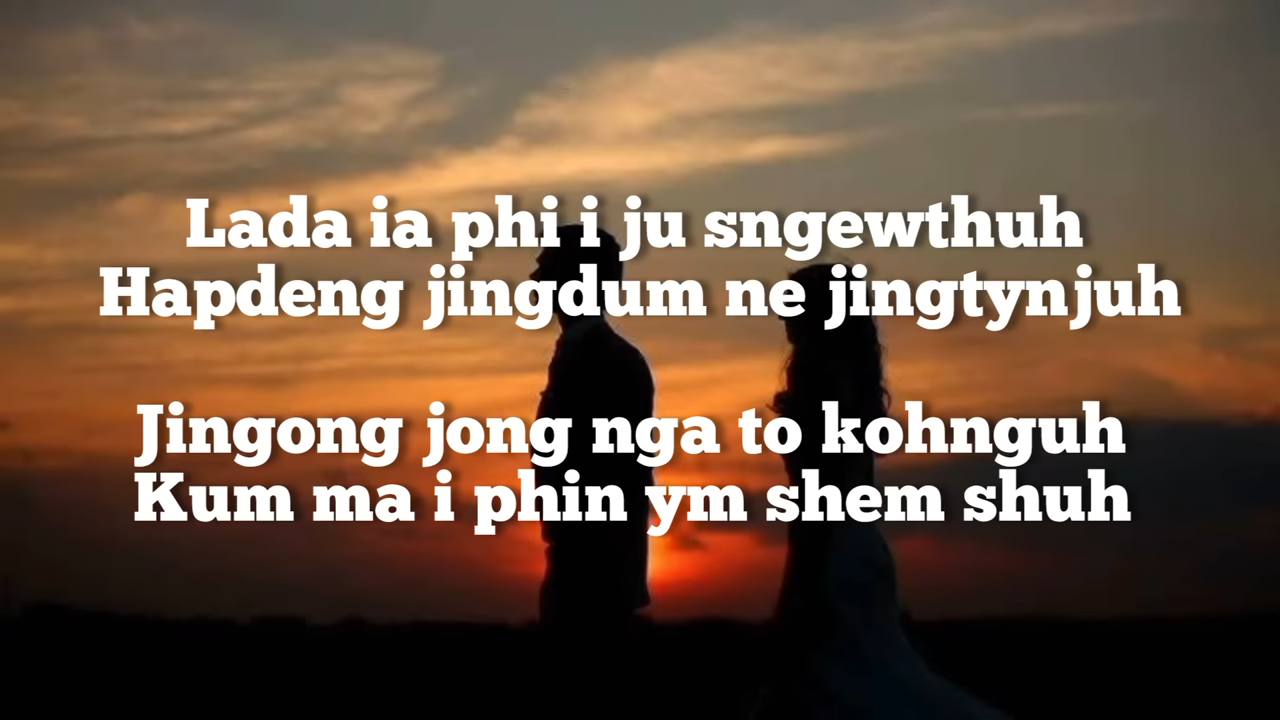 Lada ia phi i ju sngewthuh
Hapdeng jingdum ne jingtynjuh
Jingong jong nga to kohnguh
Kum ma i phin ym shem shuh